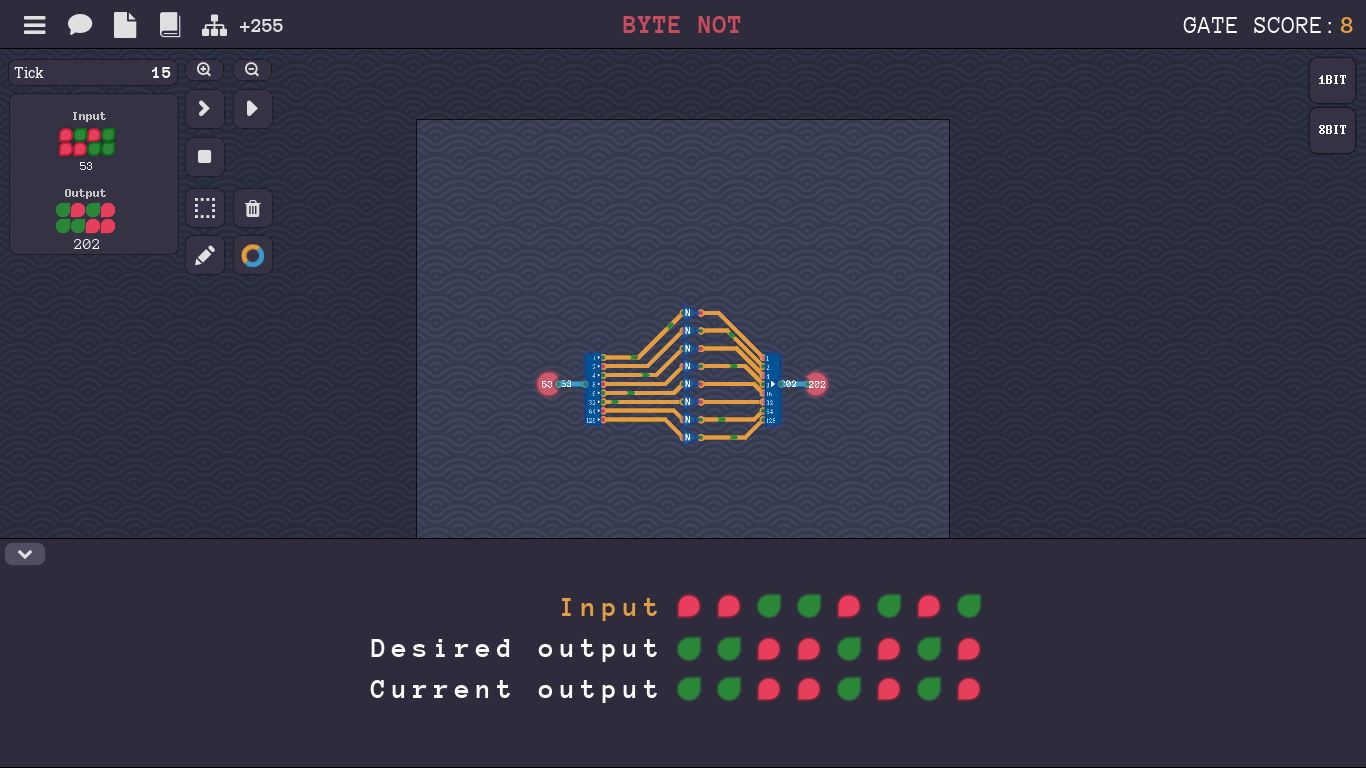 +255
BYTE NOT
GATE SCORE:8
Tick 15
1BIT
8BIT
Input
53
Output
202
N
N
N
N
N
N
N
N
53 53
1
2
4
8
16
32
64
128
1
2
4
8
16
32
64
128
202 202
Input
Desired output
Current output